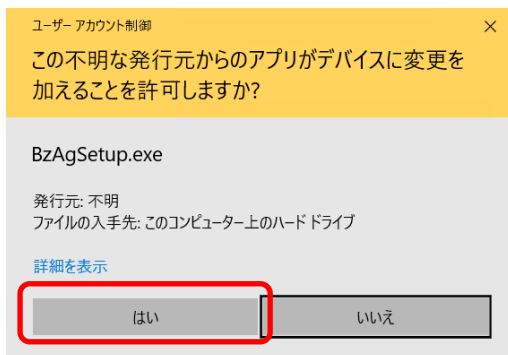 ユーザー アカウント制御
この不明な発行元からのアプリがデバイスに変更を
加えることを許可しますか?
BzAgSetup.exe
発行元: 不明
ファイルの入手先: このコンピューター上のハード ドライブ
詳細を表示
はい
いいえ